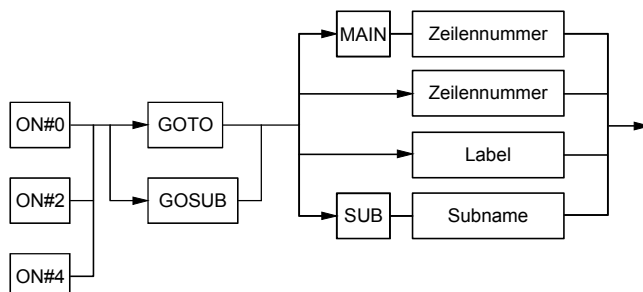 MAIN
Zeilennummer
Zeilennummer
ON#0
GOTO
Label
ON#2
GOSUB
SUB
Subname
ON#4